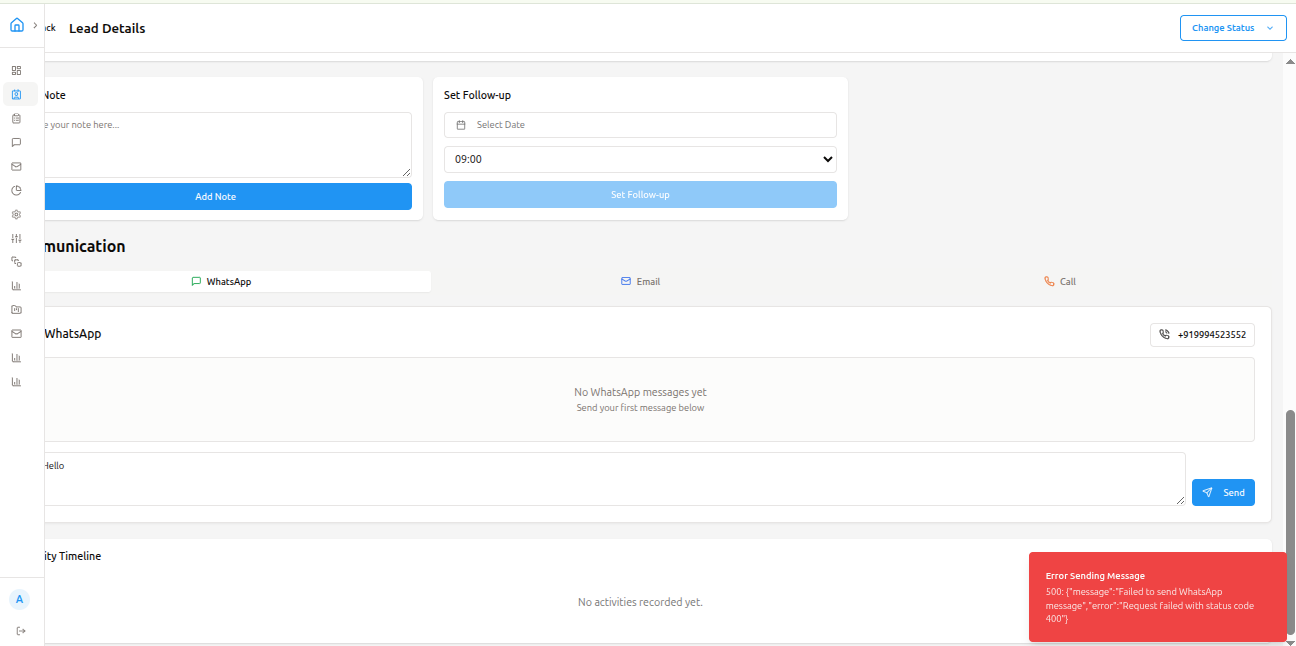 ck
Lead Details
Change Status
Note
e your note here...
Add Note
Set Follow-up
Select Date
09:00
Set Follow-up
munication
WhatsApp
Email
Call
WhatsApp
+919994523552
No WhatsApp messages yet
Send your first message below
Hello
Send
ity Timeline
No activities recorded yet.
Error Sending Message
500: {"message":"Failed to send WhatsApp
message","error":"Request failed with status code
400"}
A